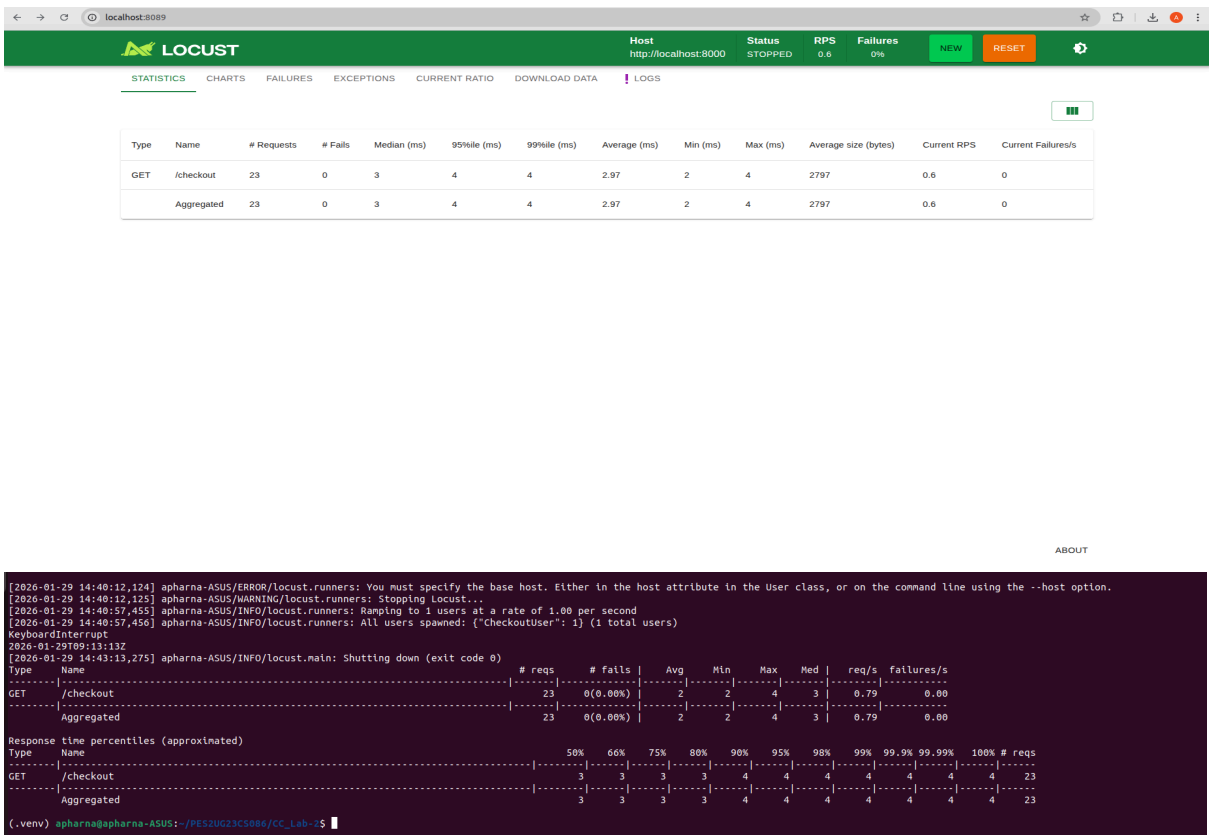 localhost:8089
LOCUST
Host
http://localhost:8000
Status
STOPPED
RPS
0.6
Failures
0%
NEW
RESET
STATISTICS CHARTS FAILURES EXCEPTIONS CURRENT RATIO DOWNLOAD DATA ! LOGS
Type Name # Requests # Fails Median (ms) 95%ile (ms) 99%ile (ms) Average (ms) Min (ms) Max (ms) Average size (bytes) Current RPS Current Failures/s
GET /checkout 23 0 3 4 4 2.97 2 4 2797 0.6 0
Aggregated 23 0 3 4 4 2.97 2 4 2797 0.6 0
ABOUT
[2026-01-29 14:40:12,124] apharna-ASUS/ERROR/locust.runners: You must specify the base host. Either in the host attribute in the User class, or on the command line using the --host option.
[2026-01-29 14:40:12,125] apharna-ASUS/WARNING/locust.runners: Stopping Locust...
[2026-01-29 14:40:57,455] apharna-ASUS/INFO/locust.runners: Ramping to 1 users at a rate of 1.00 per second
[2026-01-29 14:40:57,456] apharna-ASUS/INFO/locust.runners: All users spawned: {"CheckoutUser": 1} (1 total users)
KeyboardInterrupt
2026-01-29T09:13:13Z
[2026-01-29 14:43:13,275] apharna-ASUS/INFO/locust.main: Shutting down (exit code 0)
Type Name # reqs # fails | Avg Min Max Med | req/s failures/s
GET /checkout 23 0(0.00%) | 2 2 4 3 | 0.79 0.00
Aggregated 23 0(0.00%) | 2 2 4 3 | 0.79 0.00
Response time percentiles (approximated)
Type Name 50% 66% 75% 80% 90% 95% 98% 99% 99.9% 99.99% 100% # reqs
GET /checkout 3 3 3 3 4 4 4 4 4 4 4 23
Aggregated 3 3 3 3 4 4 4 4 4 4 4 23
(.venv) apharna@apharna-ASUS:~/PES2UG23CS086/CC_Lab-2$